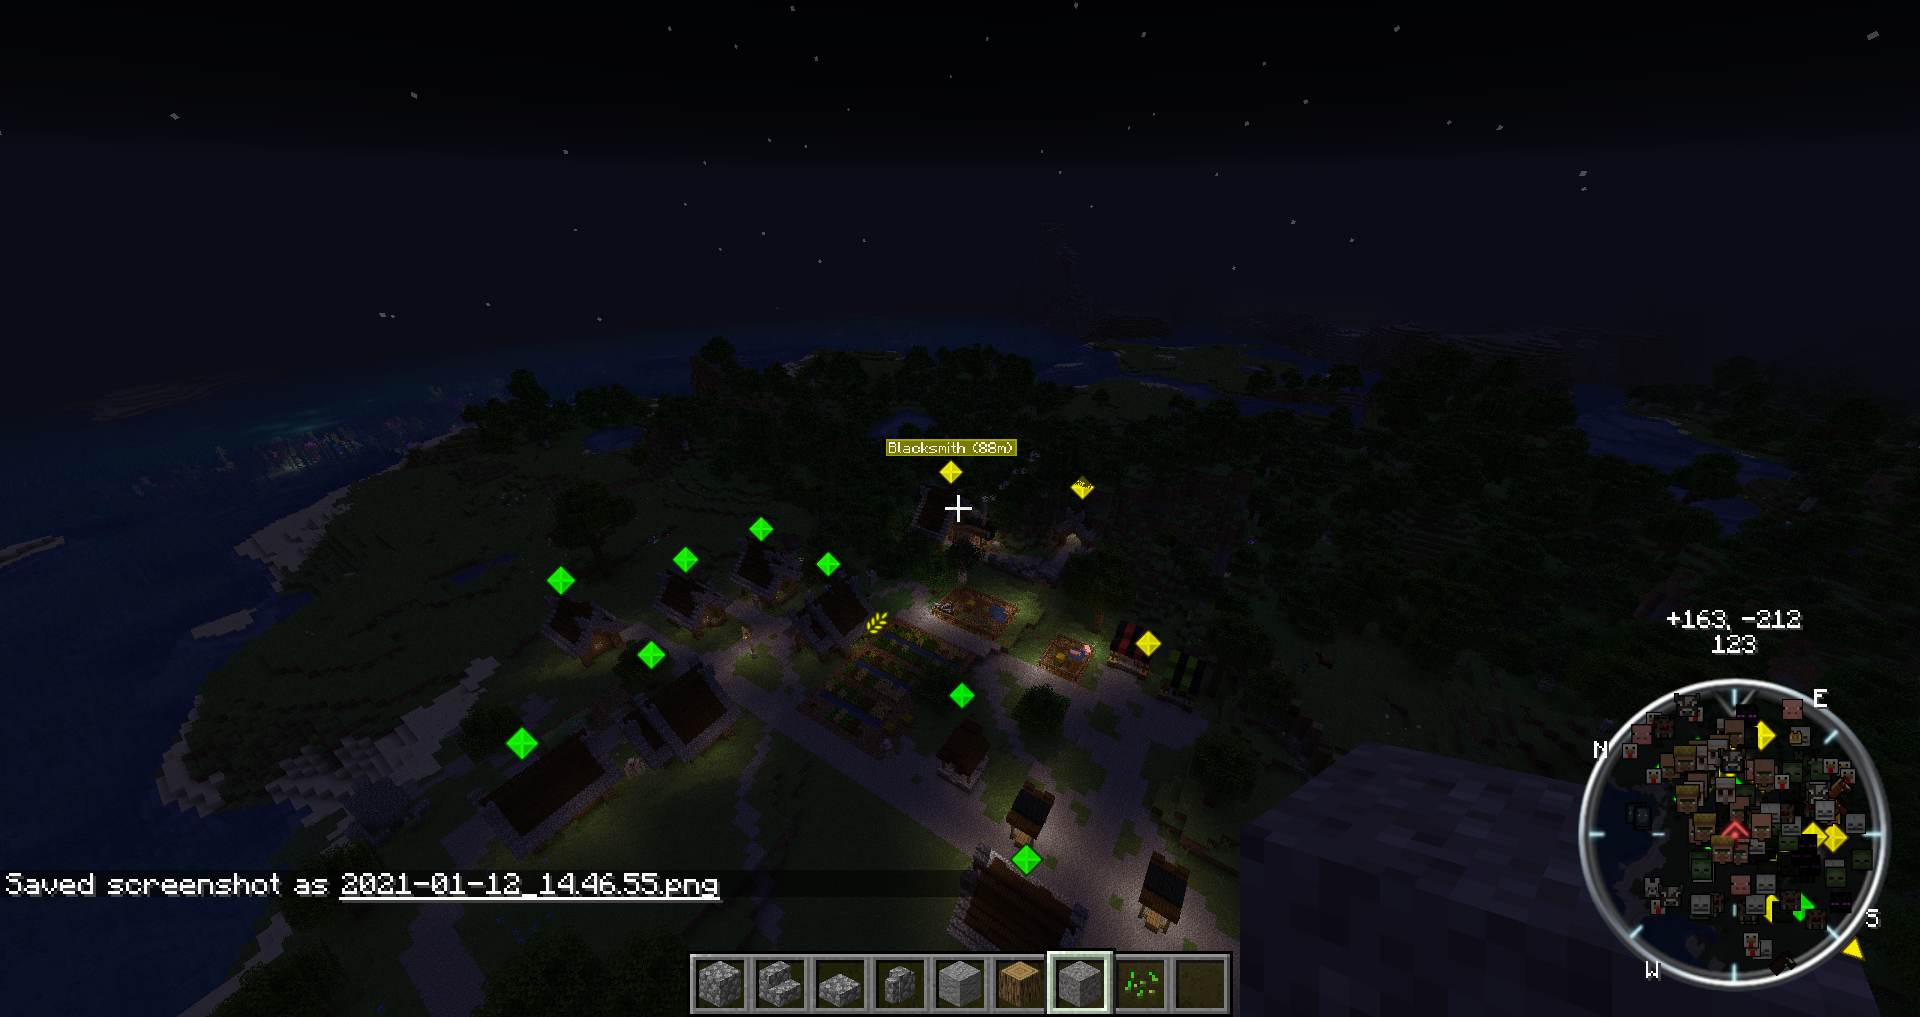 Blacksmith (88m)
+163, -212
123
E
N
S
W
Saved screenshot as 2021-01-12_14.46.55.png